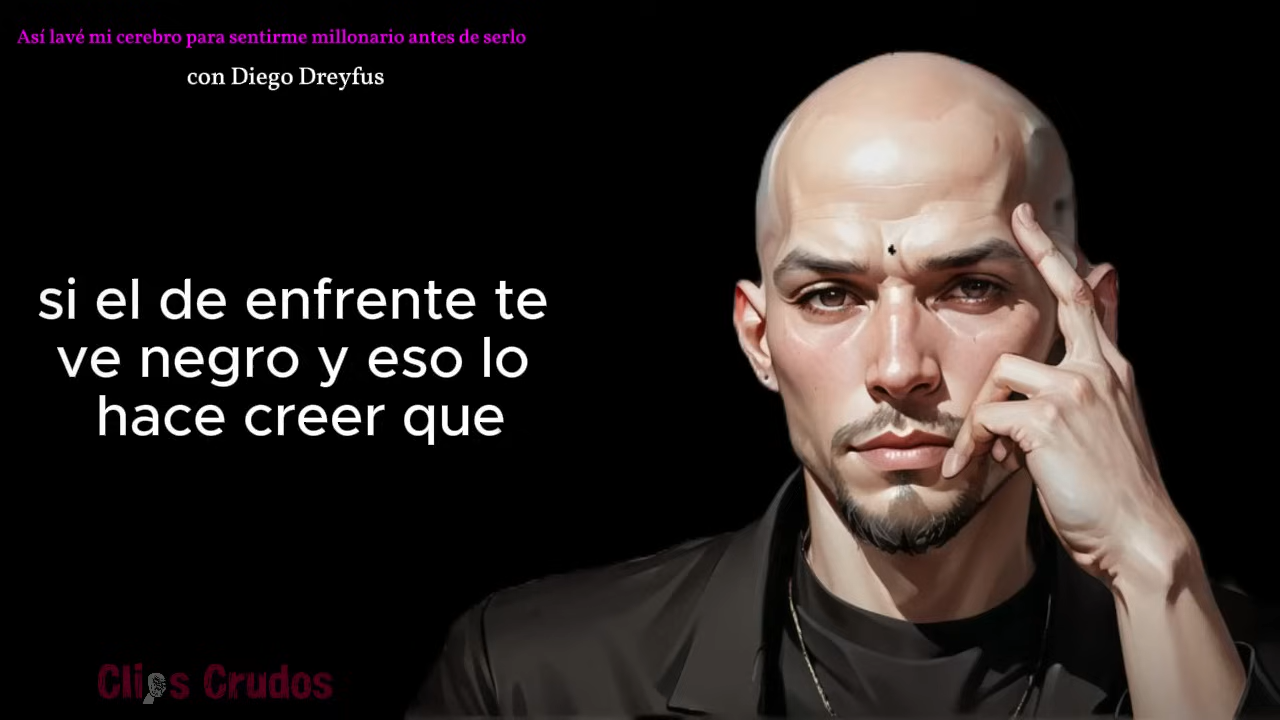 Así lavé mi cerebro para sentirme millonario antes de serlo
con Diego Dreyfus
si el de enfrente te
ve negro y eso lo
hace creer que
Clips Crudos